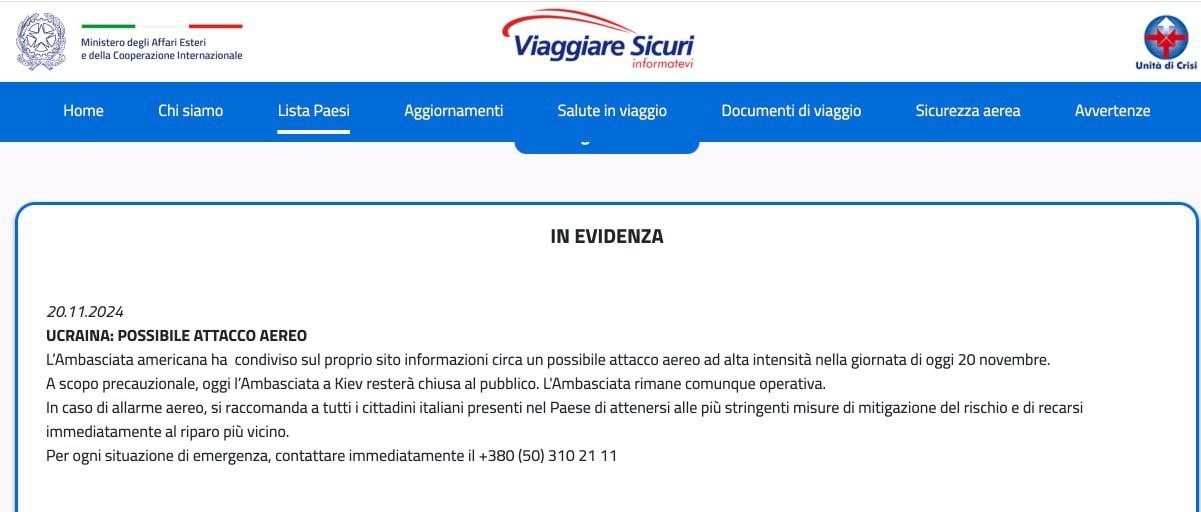 Ministero degli Affari Esteri
e della Cooperazione Internazionale
Viaggiare Sicuri
informatevi
Unità di Crisi
Home Chi siamo Lista Paesi Aggiornamenti Salute in viaggio Documenti di viaggio Sicurezza aerea Avvertenze
IN EVIDENZA
20.11.2024
UCRAINA: POSSIBILE ATTACCO AEREO
L’Ambasciata americana ha condiviso sul proprio sito informazioni circa un possibile attacco aereo ad alta intensità nella giornata di oggi 20 novembre.
A scopo precauzionale, oggi l’Ambasciata a Kiev resterà chiusa al pubblico. L’Ambasciata rimane comunque operativa.
In caso di allarme aereo, si raccomanda a tutti i cittadini italiani presenti nel Paese di attenersi alle più stringenti misure di mitigazione del rischio e di recarsi
immediatamente al riparo più vicino.
Per ogni situazione di emergenza, contattare immediatamente il +380 (50) 310 21 11